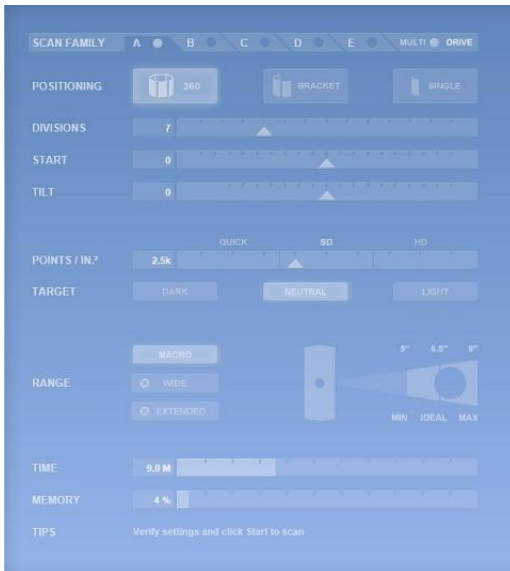 SCAN FAMILY A B C D E MULTI DRIVE
POSITIONING 360 BRACKET SINGLE
DIVISIONS 7
START 0
TILT 0
QUICK SD HD
POINTS / IN.² 2.5k
TARGET DARK NEUTRAL LIGHT
MACRO 5" 6.5" 9"
RANGE WIDE
EXTENDED MIN IDEAL MAX
TIME 9.0 M
MEMORY 4 %
TIPS Verify settings and click Start to scan